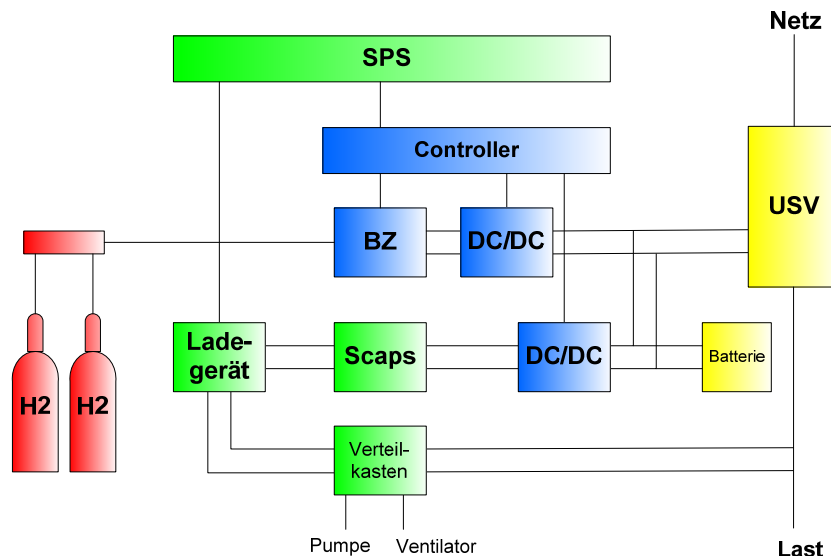 Netz
SPS
Controller
USV
BZ
DC/DC
Lade-
gerät
Scaps
DC/DC
Batterie
H2
H2
Verteil-
kasten
Pumpe
Ventilator
Last